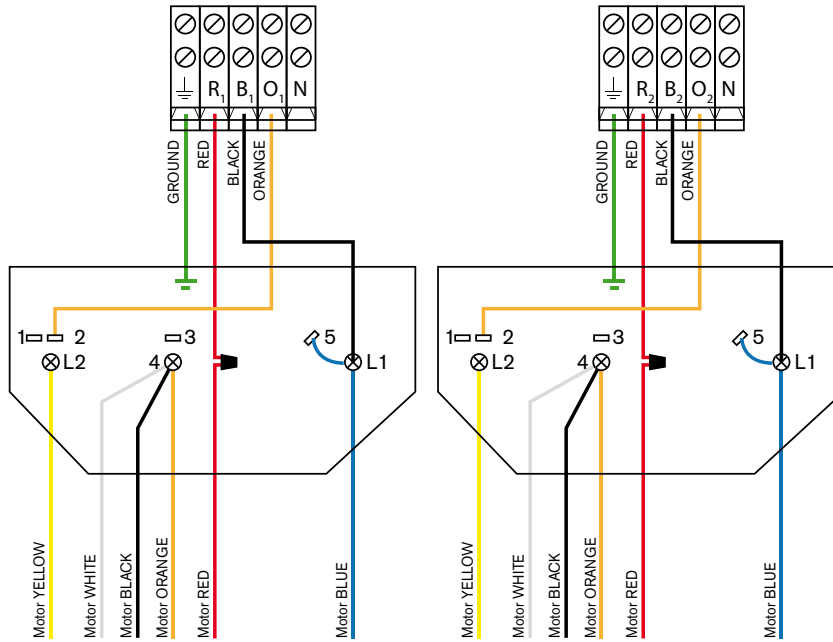 R1 B1 O1 N
GROUND
RED
BLACK
ORANGE
1 2 3 5
L2 4 L1
Motor YELLOW
Motor WHITE
Motor BLACK
Motor ORANGE
Motor RED
Motor BLUE
R2 B2 O2 N
GROUND
RED
BLACK
ORANGE
1 2 3 5
L2 4 L1
Motor YELLOW
Motor WHITE
Motor BLACK
Motor ORANGE
Motor RED
Motor BLUE